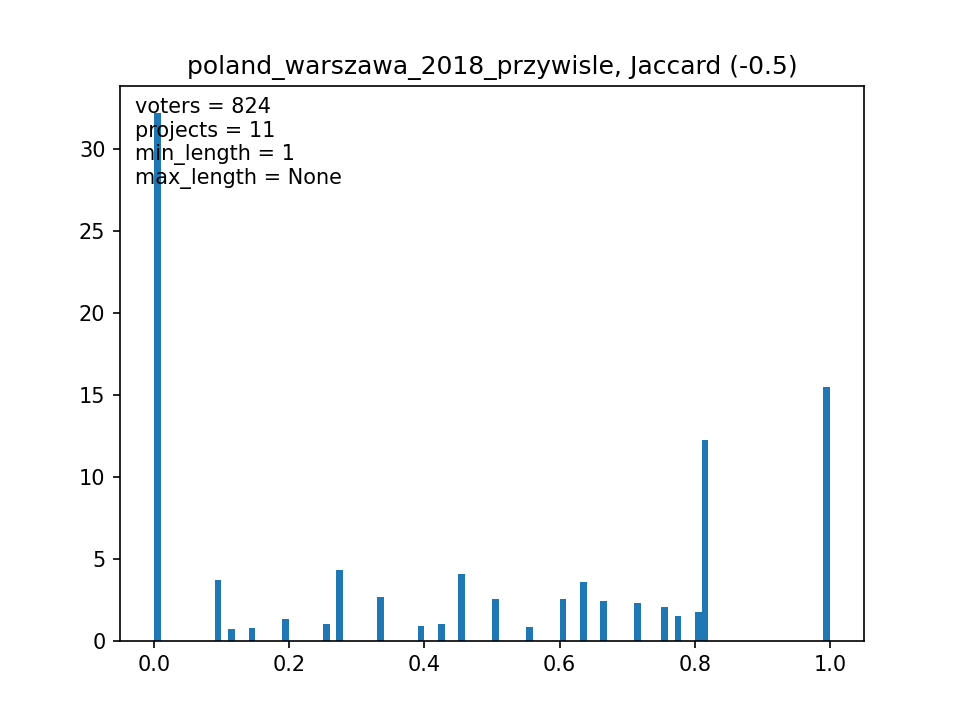 poland_warszawa_2018_przywisle, Jaccard (-0.5)
voters = 824
projects = 11
min_length = 1
max_length = None
30
25
20
15
10
5
0
0.0 0.2 0.4 0.6 0.8 1.0